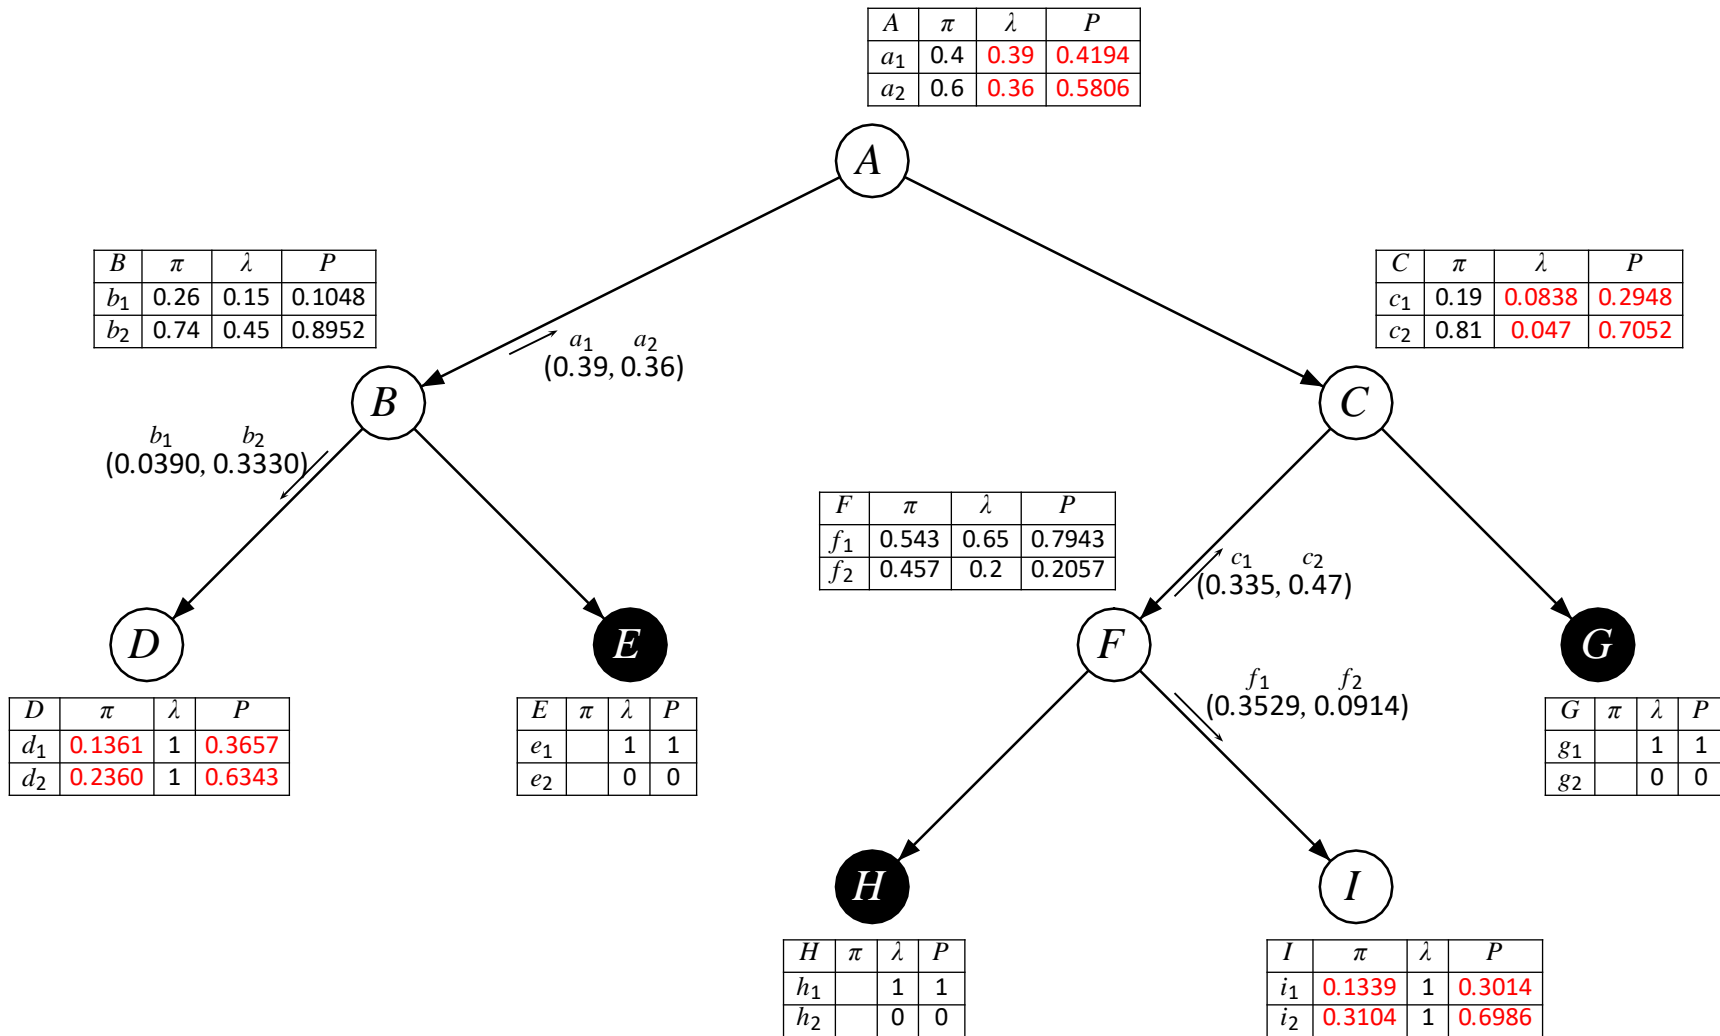 A π λ P
a1 0.4 0.39 0.4194
a2 0.6 0.36 0.5806
A
B π λ P
b1 0.26 0.15 0.1048
b2 0.74 0.45 0.8952
C π λ P
c1 0.19 0.0838 0.2948
c2 0.81 0.047 0.7052
a1 a2
(0.39, 0.36)
B
C
b1 b2
(0.0390, 0.3330)
F π λ P
f1 0.543 0.65 0.7943
f2 0.457 0.2 0.2057
c1 c2
(0.335, 0.47)
D
E
F
G
f1 f2
(0.3529, 0.0914)
D π λ P
d1 0.1361 1 0.3657
d2 0.2360 1 0.6343
E π λ P
e1 1 1
e2 0 0
G π λ P
g1 1 1
g2 0 0
H
I
H π λ P
h1 1 1
h2 0 0
I π λ P
i1 0.1339 1 0.3014
i2 0.3104 1 0.6986